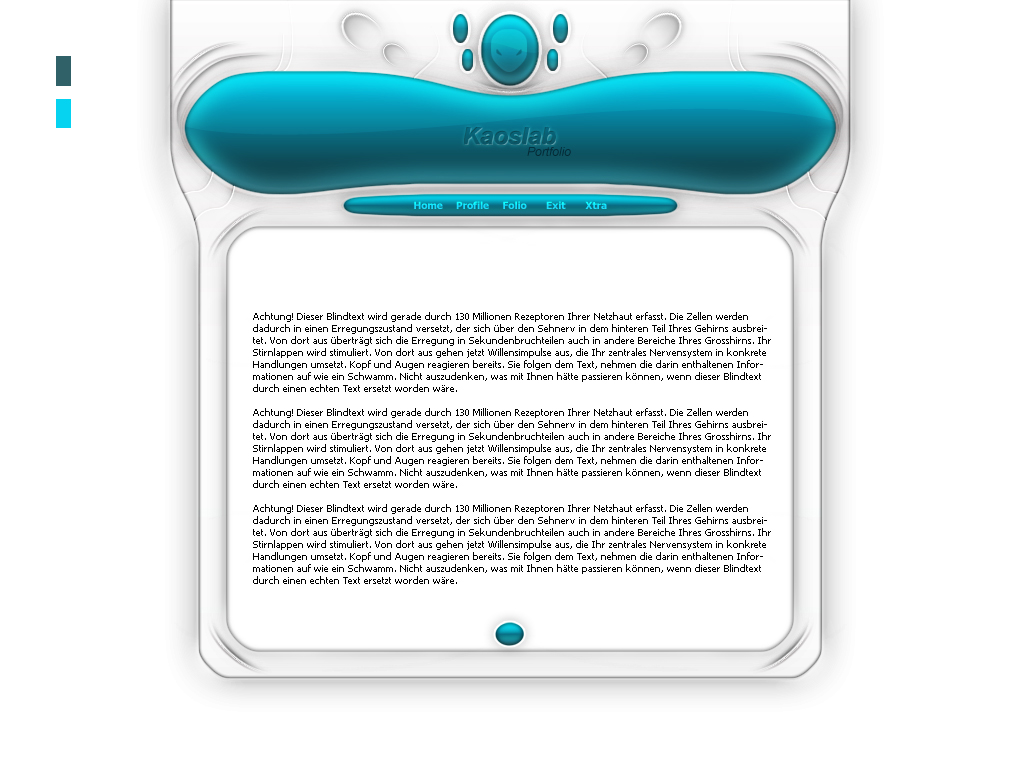 Kaoslab
Portfolio
Home Profile Folio Exit Xtra
Achtung! Dieser Blindtext wird gerade durch 130 Millionen Rezeptoren Ihrer Netzhaut erfasst. Die Zellen werden
dadurch in einen Erregungszustand versetzt, der sich über den Sehnerv in dem hinteren Teil Ihres Gehirns ausbrei-
tet. Von dort aus überträgt sich die Erregung in Sekundenbruchteilen auch in andere Bereiche Ihres Grosshirns. Ihr
Stirnlappen wird stimuliert. Von dort aus gehen jetzt Willensimpulse aus, die Ihr zentrales Nervensystem in konkrete
Handlungen umsetzt. Kopf und Augen reagieren bereits. Sie folgen dem Text, nehmen die darin enthaltenen Infor-
mationen auf wie ein Schwamm. Nicht auszudenken, was mit Ihnen hätte passieren können, wenn dieser Blindtext
durch einen echten Text ersetzt worden wäre.
Achtung! Dieser Blindtext wird gerade durch 130 Millionen Rezeptoren Ihrer Netzhaut erfasst. Die Zellen werden
dadurch in einen Erregungszustand versetzt, der sich über den Sehnerv in dem hinteren Teil Ihres Gehirns ausbrei-
tet. Von dort aus überträgt sich die Erregung in Sekundenbruchteilen auch in andere Bereiche Ihres Grosshirns. Ihr
Stirnlappen wird stimuliert. Von dort aus gehen jetzt Willensimpulse aus, die Ihr zentrales Nervensystem in konkrete
Handlungen umsetzt. Kopf und Augen reagieren bereits. Sie folgen dem Text, nehmen die darin enthaltenen Infor-
mationen auf wie ein Schwamm. Nicht auszudenken, was mit Ihnen hätte passieren können, wenn dieser Blindtext
durch einen echten Text ersetzt worden wäre.
Achtung! Dieser Blindtext wird gerade durch 130 Millionen Rezeptoren Ihrer Netzhaut erfasst. Die Zellen werden
dadurch in einen Erregungszustand versetzt, der sich über den Sehnerv in dem hinteren Teil Ihres Gehirns ausbrei-
tet. Von dort aus überträgt sich die Erregung in Sekundenbruchteilen auch in andere Bereiche Ihres Grosshirns. Ihr
Stirnlappen wird stimuliert. Von dort aus gehen jetzt Willensimpulse aus, die Ihr zentrales Nervensystem in konkrete
Handlungen umsetzt. Kopf und Augen reagieren bereits. Sie folgen dem Text, nehmen die darin enthaltenen Infor-
mationen auf wie ein Schwamm. Nicht auszudenken, was mit Ihnen hätte passieren können, wenn dieser Blindtext
durch einen echten Text ersetzt worden wäre.